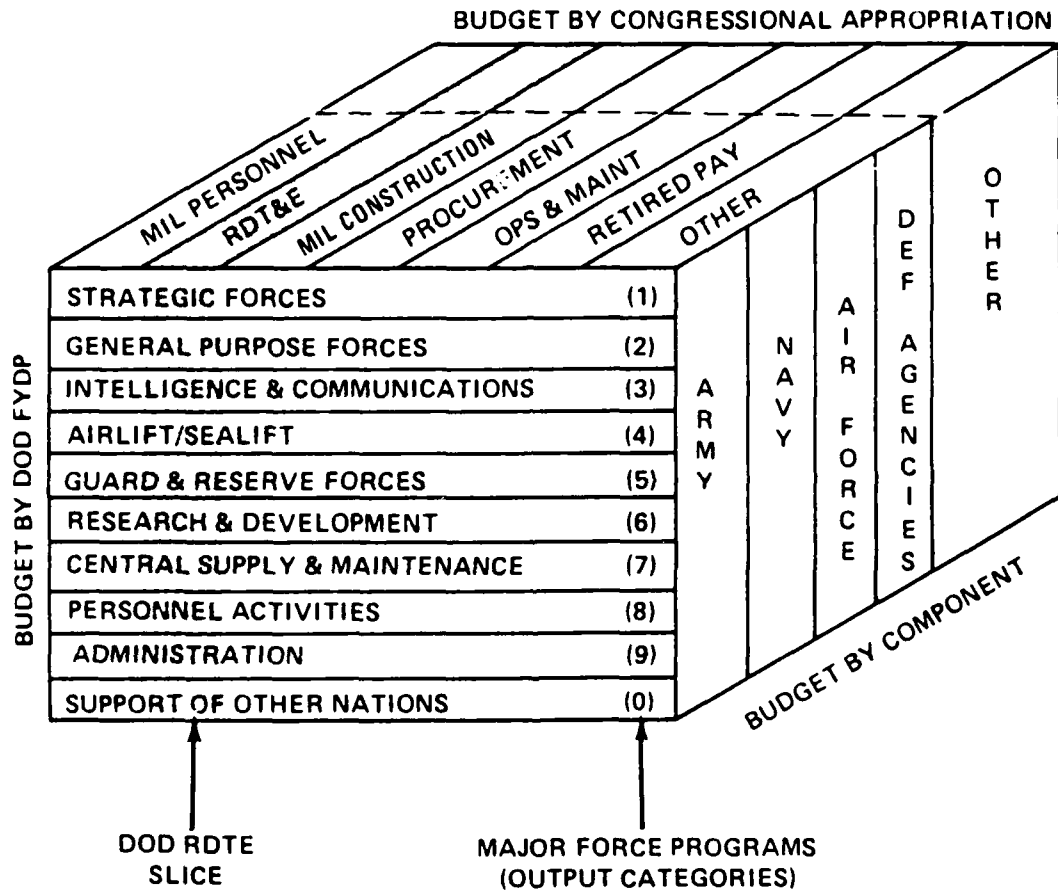 BUDGET BY CONGRESSIONAL APPROPRIATION
MIL PERSONNEL
RDT&E
MIL CONSTRUCTION
PROCUREMENT
OPS & MAINT
RETIRED PAY
OTHER
BUDGET BY DOD FYDP
STRATEGIC FORCES (1)
GENERAL PURPOSE FORCES (2)
INTELLIGENCE & COMMUNICATIONS (3)
AIRLIFT/SEALIFT (4)
GUARD & RESERVE FORCES (5)
RESEARCH & DEVELOPMENT (6)
CENTRAL SUPPLY & MAINTENANCE (7)
PERSONNEL ACTIVITIES (8)
ADMINISTRATION (9)
SUPPORT OF OTHER NATIONS (0)
ARMY
NAVY
AIR FORCE
DEF AGENCIES
OTHER
BUDGET BY COMPONENT
DOD RDTE
SLICE
MAJOR FORCE PROGRAMS
(OUTPUT CATEGORIES)